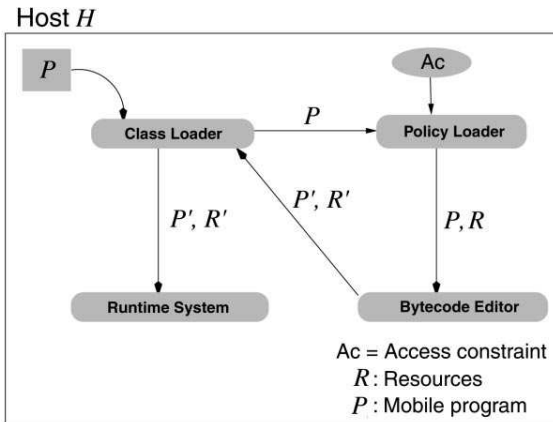 Host H
P
Ac
Class Loader
P
Policy Loader
P', R'
P', R'
P, R
Runtime System
Bytecode Editor
Ac = Access constraint
R : Resources
P : Mobile program